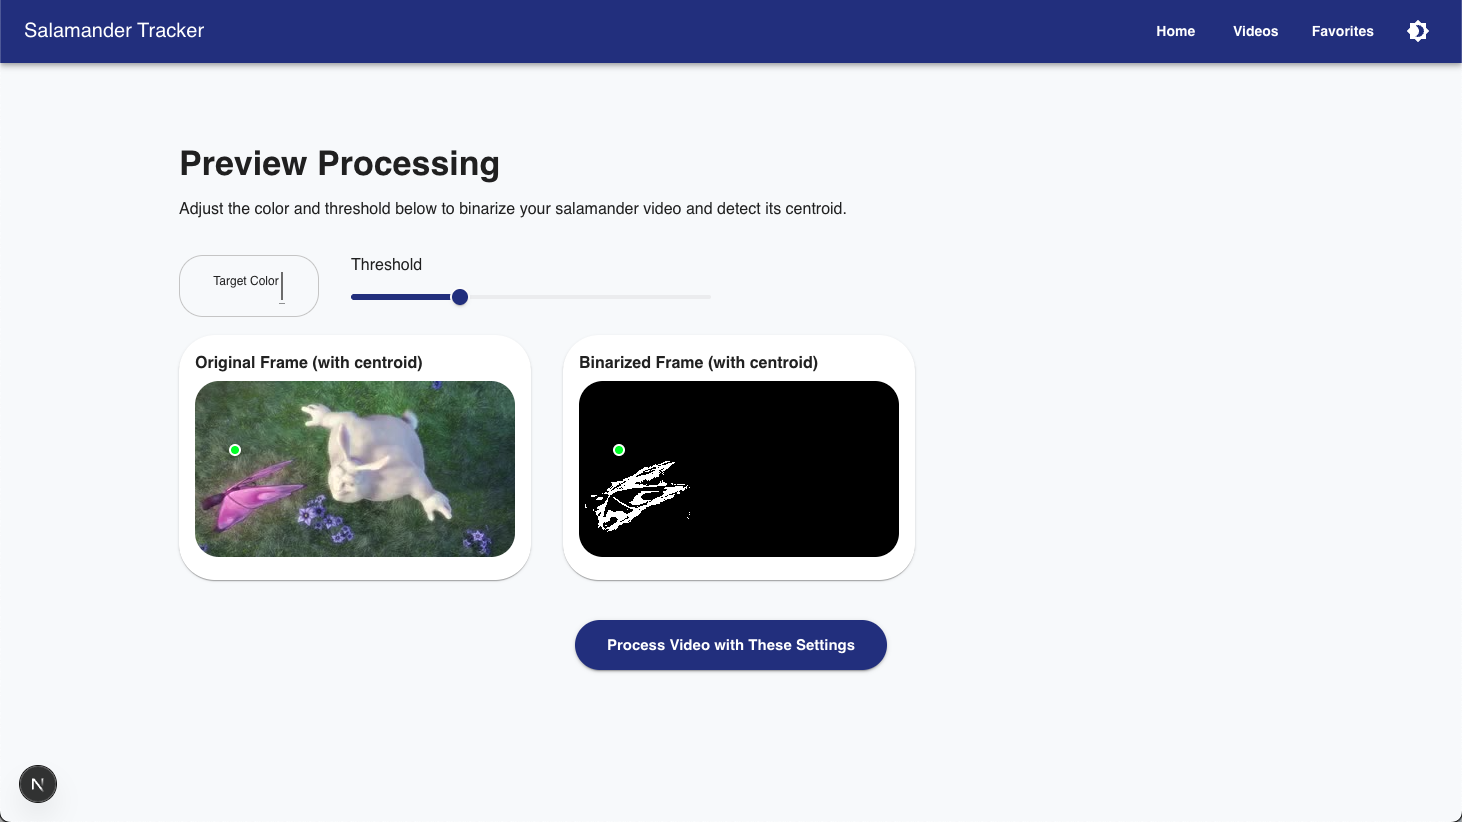 Salamander Tracker
Home Videos Favorites
Preview Processing
Adjust the color and threshold below to binarize your salamander video and detect its centroid.
Target Color
Threshold
Original Frame (with centroid)
Binarized Frame (with centroid)
Process Video with These Settings
N